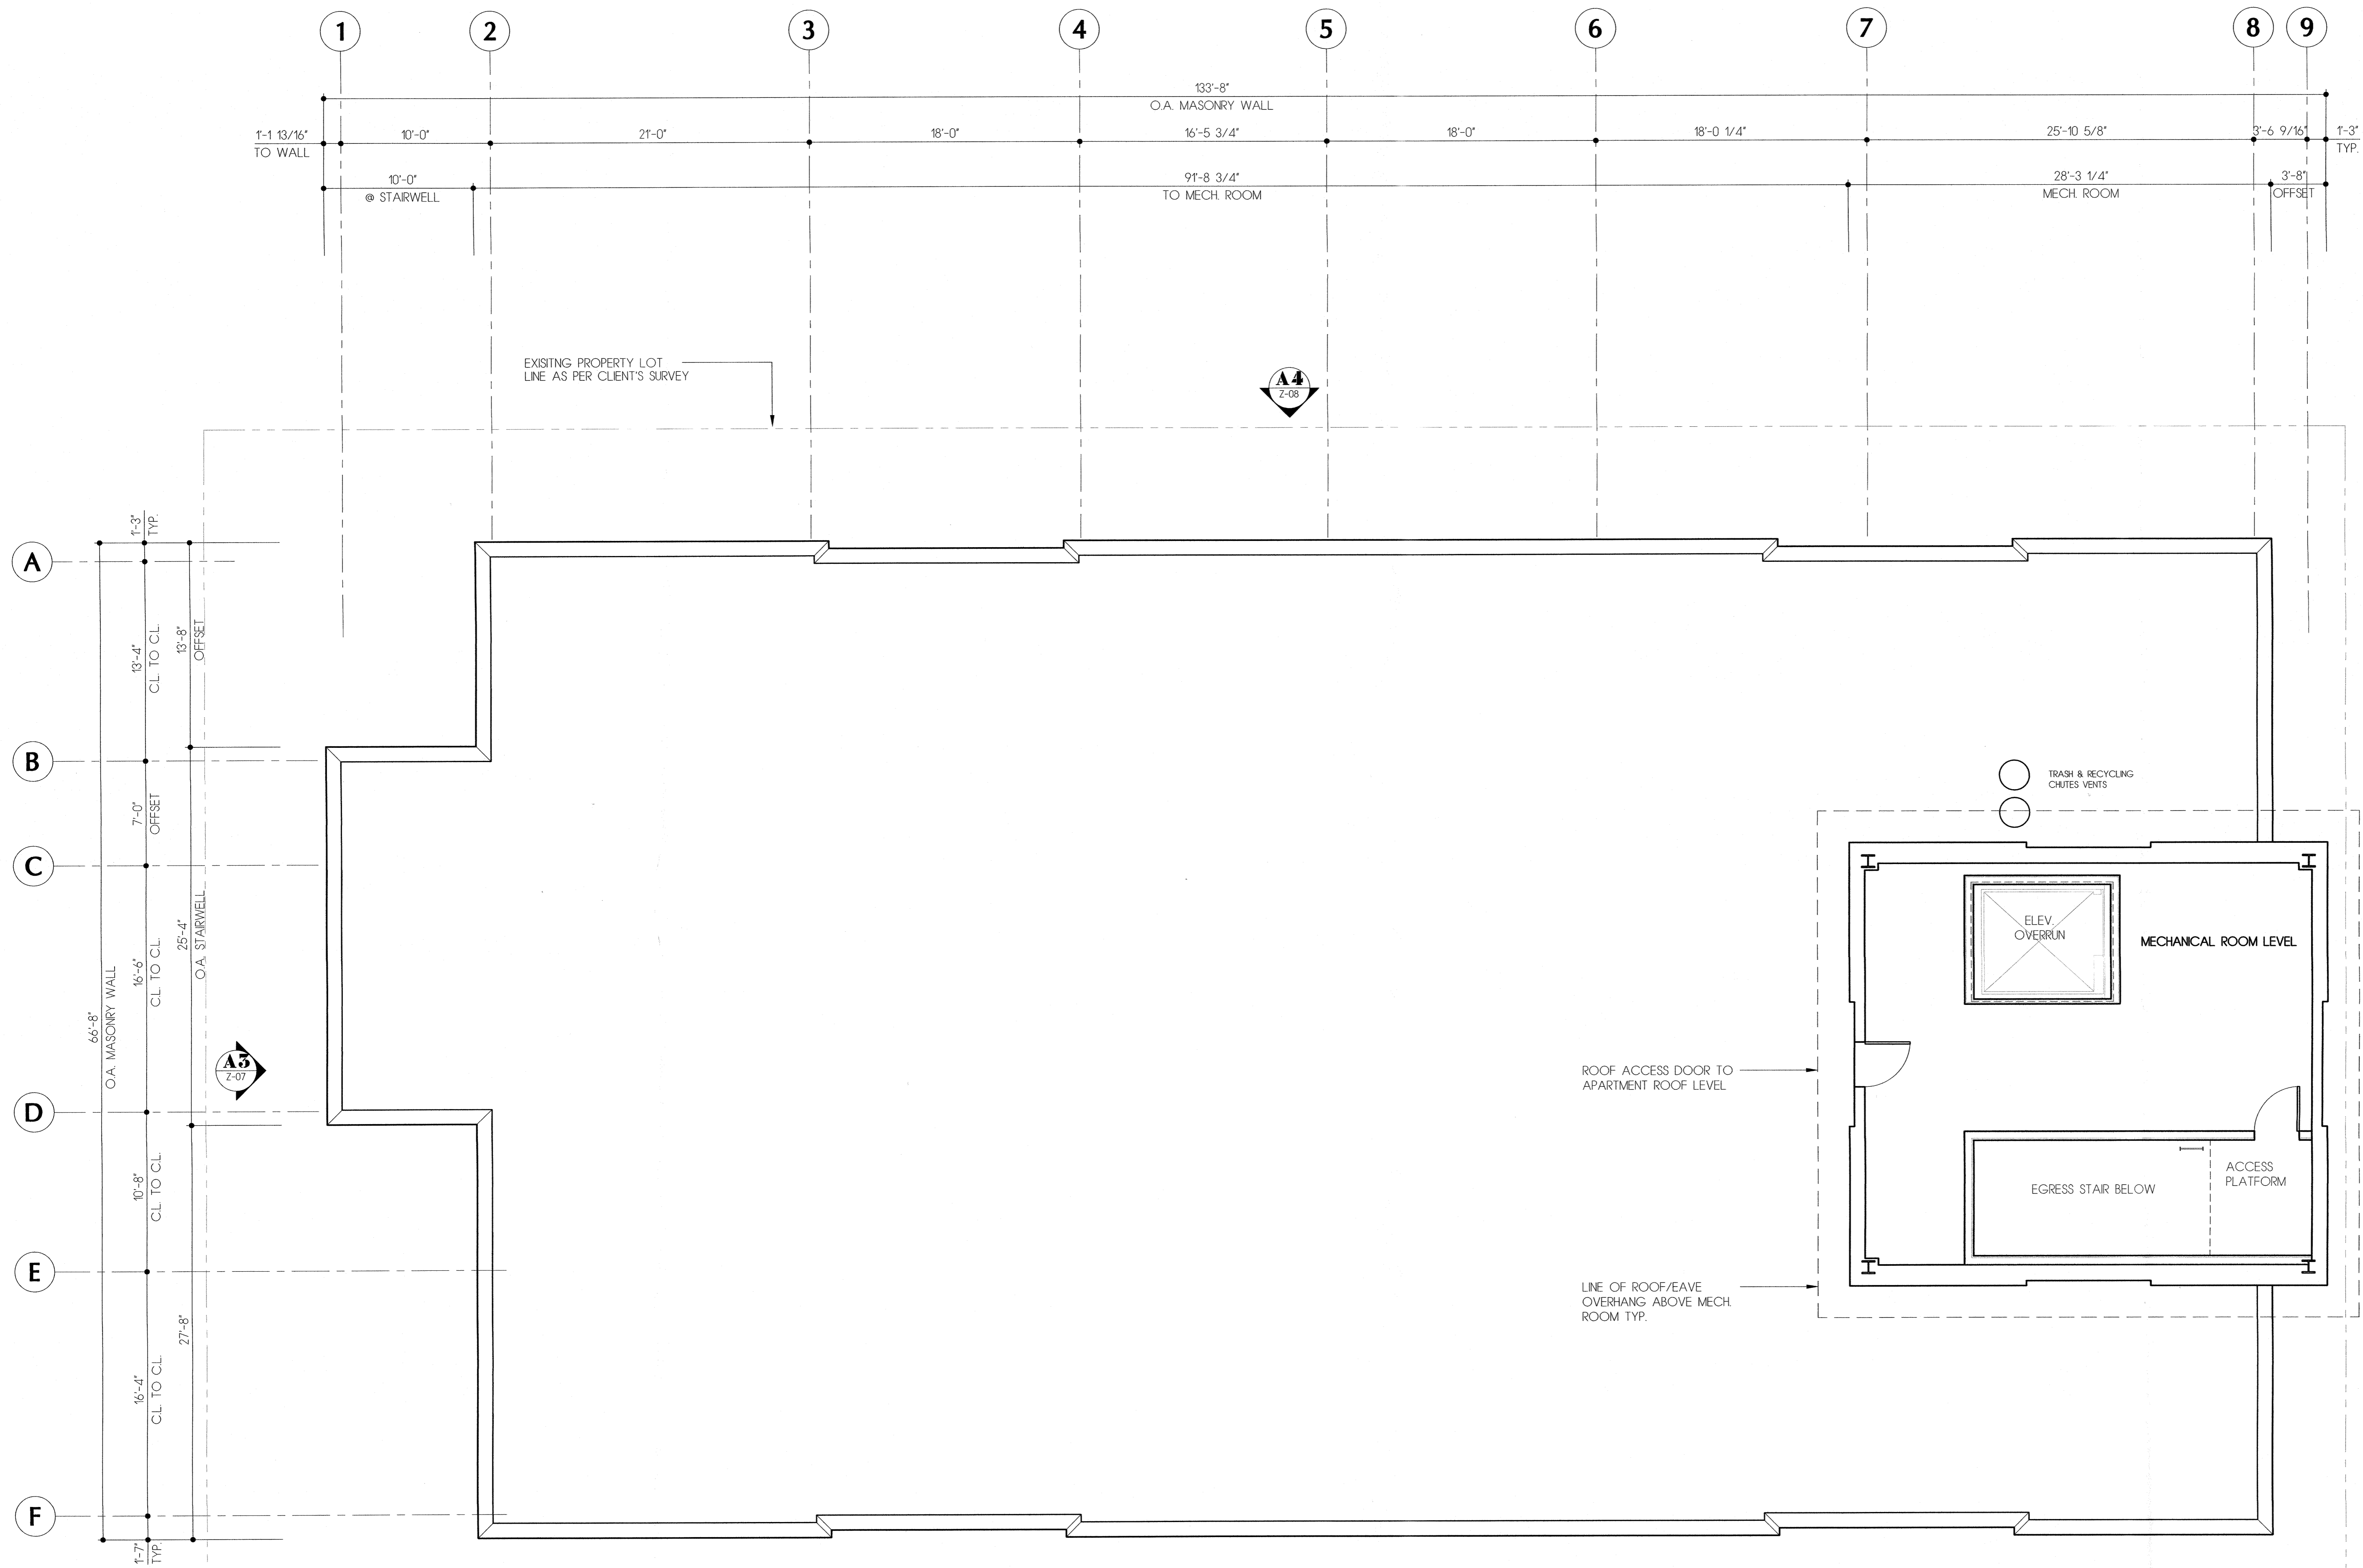 1 2 3 4 5 6 7 8 9
133'-8"
O.A. MASONRY WALL
1'-1 13/16" 10'-0" 21'-0" 18'-0" 16'-5 3/4" 18'-0" 18'-0 1/4" 25'-10 5/8" 3'-6 9/16" 1'-3"
TO WALL TYP.
10'-0" 91'-8 3/4" 28'-3 1/4" 3'-8"
@ STAIRWELL TO MECH. ROOM MECH. ROOM OFFSET
EXISITNG PROPERTY LOT
LINE AS PER CLIENT'S SURVEY
A4
Z-08
A
B
C
D
E
F
1'-3"
TYP.
13'-4"
C.L. TO C.L.
13'-8"
OFFSET
7'-0"
OFFSET
16'-6"
C.L. TO C.L.
25'-4"
O.A. STAIRWELL
66'-8"
O.A. MASONRY WALL
10'-8"
C.L. TO C.L.
27'-8"
16'-4"
C.L. TO C.L.
1'-7"
TYP.
A3
Z-07
TRASH & RECYCLING
CHUTES VENTS
ELEV.
OVERRUN
MECHANICAL ROOM LEVEL
ROOF ACCESS DOOR TO
APARTMENT ROOF LEVEL
ACCESS
PLATFORM
EGRESS STAIR BELOW
LINE OF ROOF/EAVE
OVERHANG ABOVE MECH.
ROOM TYP.